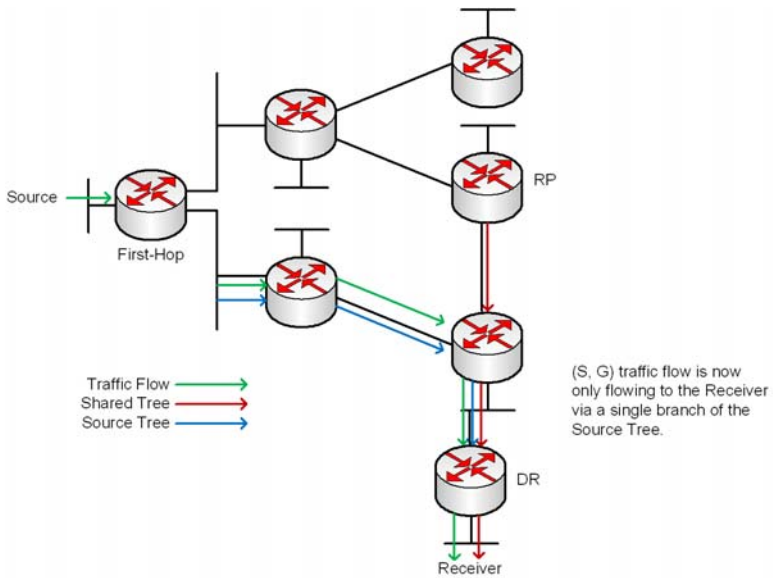 RP
Source
First-Hop
Traffic Flow
Shared Tree
Source Tree
(S, G) traffic flow is now
only flowing to the Receiver
via a single branch of the
Source Tree.
DR
Receiver